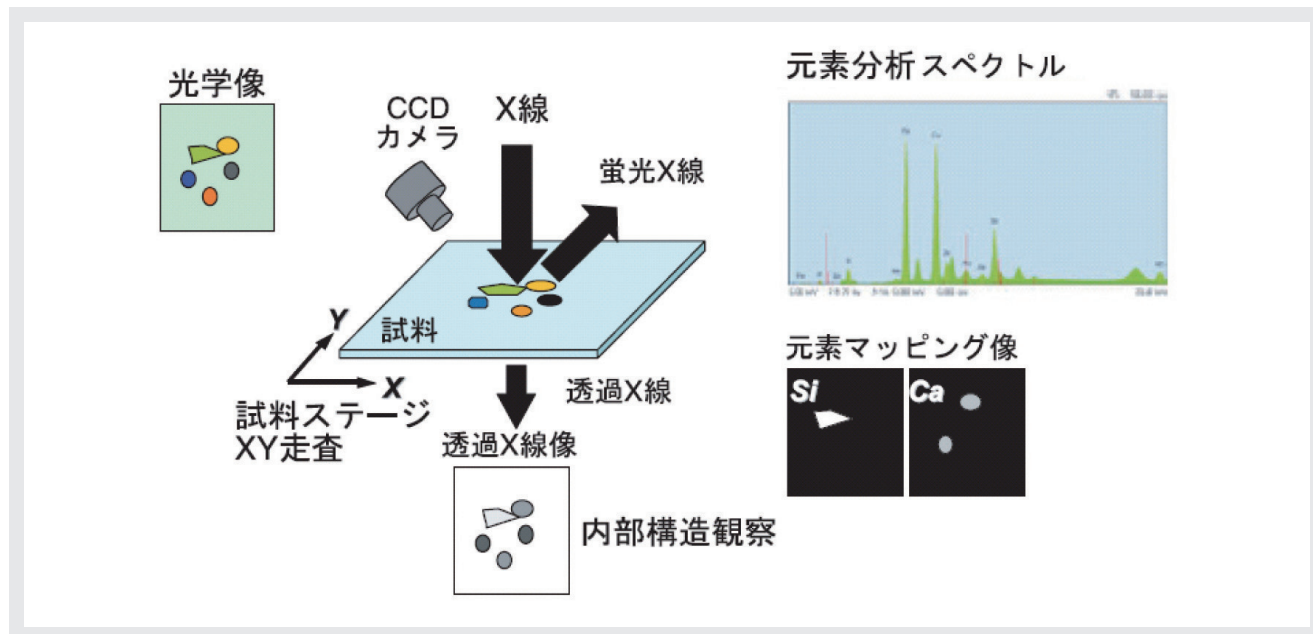 光学像
CCD
カメラ
X線
蛍光X線
試料
Y
X
試料ステージ
XY走査
透過X線
透過X線像
内部構造観察
元素分析スペクトル
元素マッピング像
Si
Ca